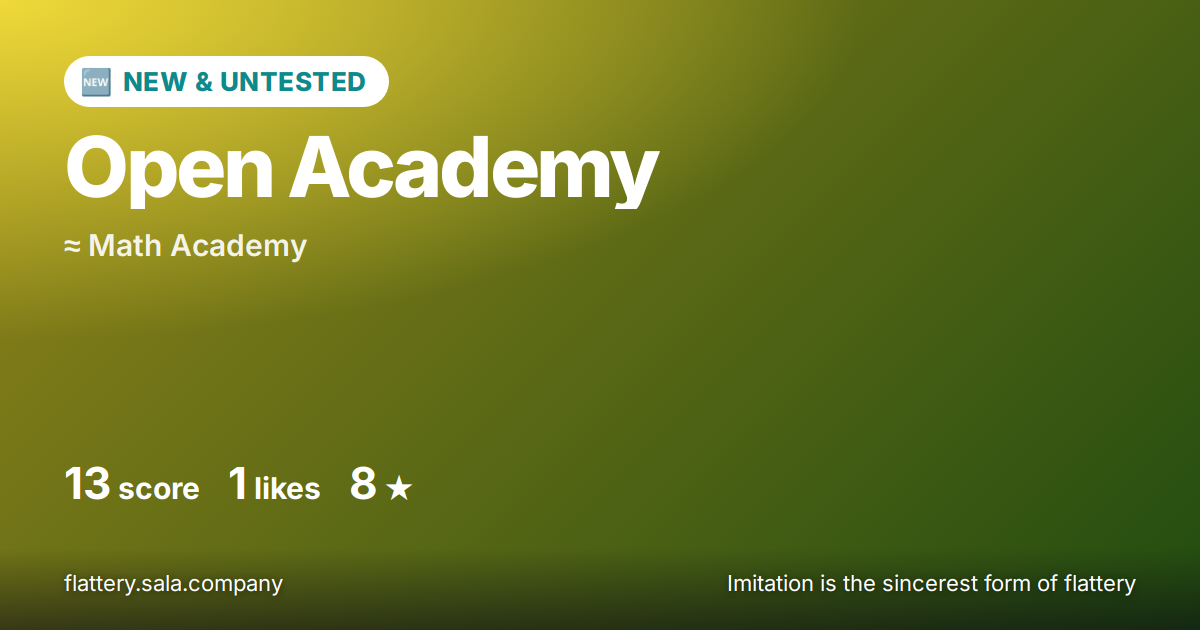 🆕 NEW & UNTESTED
Open Academy
≈ Math Academy
13 score 1 likes 8 ★
flattery.sala.company
Imitation is the sincerest form of flattery